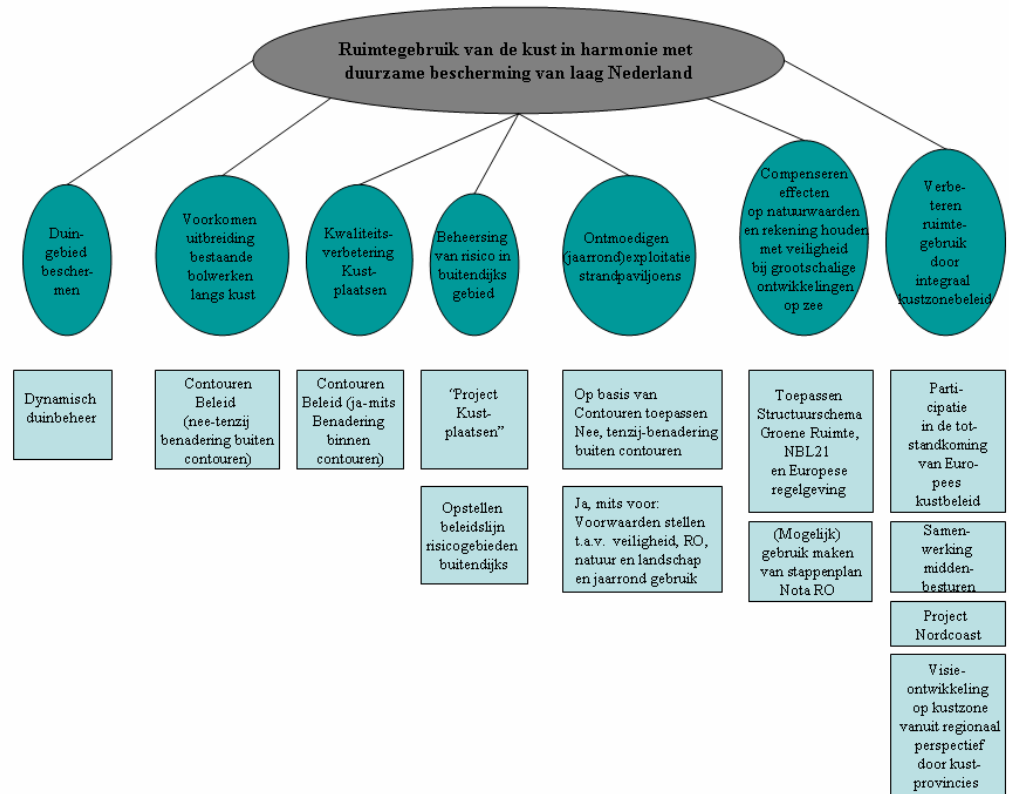 Ruimtegebruik van de kust in harmonie met
duurzame bescherming van laag Nederland
Duin-
gebied
bescher-
men
Voorkomen
uitbreiding
bestaande
bolwerken
langs kust
Kwaliteits-
verbetering
Kust-
plaatsen
Beheersing
van risico in
buitendijks
gebied
Ontmoedigen
(jaarrond)exploitatie
strandpaviljoens
Compenseren
effecten
op natuurwaarden
en rekening houden
met veiligheid
bij grootschalige
ontwikkelingen
op zee
Verbe-
teren
ruimte-
gebruik
door
integraal
kustzonebeleid
Dynamisch
duinbeheer
Contouren
Beleid
(nee-tenzij
benadering buiten
contouren)
Contouren
Beleid (ja-mits
Benadering
binnen
contouren)
“Project
Kust-
plaatsen”
Opstellen
beleidslijn
risicogebieden
buitendijks
Op basis van
Contouren toepassen
Nee, tenzij-benadering
buiten contouren
Ja, mits voor:
Voorwaarden stellen
t.a.v. veiligheid, RO,
natuur en landschap
en jaarrond gebruik
Toepassen
Structuurschema
Groene Ruimte,
NBL21
en Europese
regelgeving
(Mogelijk)
gebruik maken
van stappenplan
Nota RO
Parti-
cipatie
in de tot-
standkoming
van Euro-
pees
kustbeleid
Samen-
werking
midden-
besturen
Project
Nordcoast
Visie-
ontwikkeling
op kustzone
vanuit regionaal
perspectief
door kust-
provincies